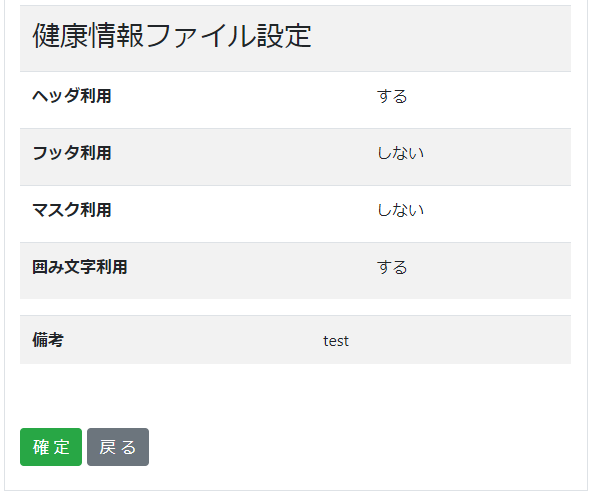 健康情報ファイル設定
ヘッダ利用 する
フッタ利用 しない
マスク利用 しない
囲み文字利用 する
備考 test
確 定 戻 る